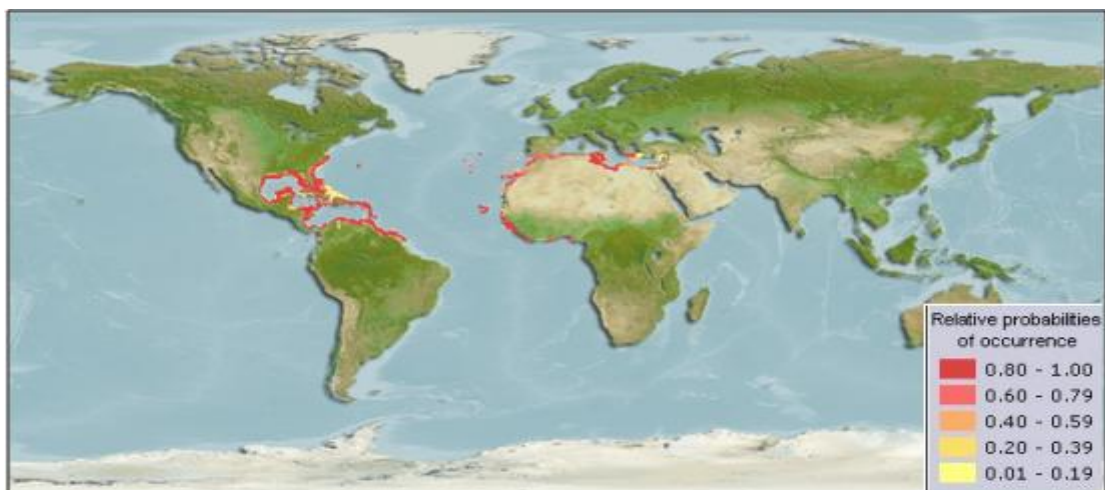 Relative probabilities
of occurrence
0.80 - 1.00
0.60 - 0.79
0.40 - 0.59
0.20 - 0.39
0.01 - 0.19